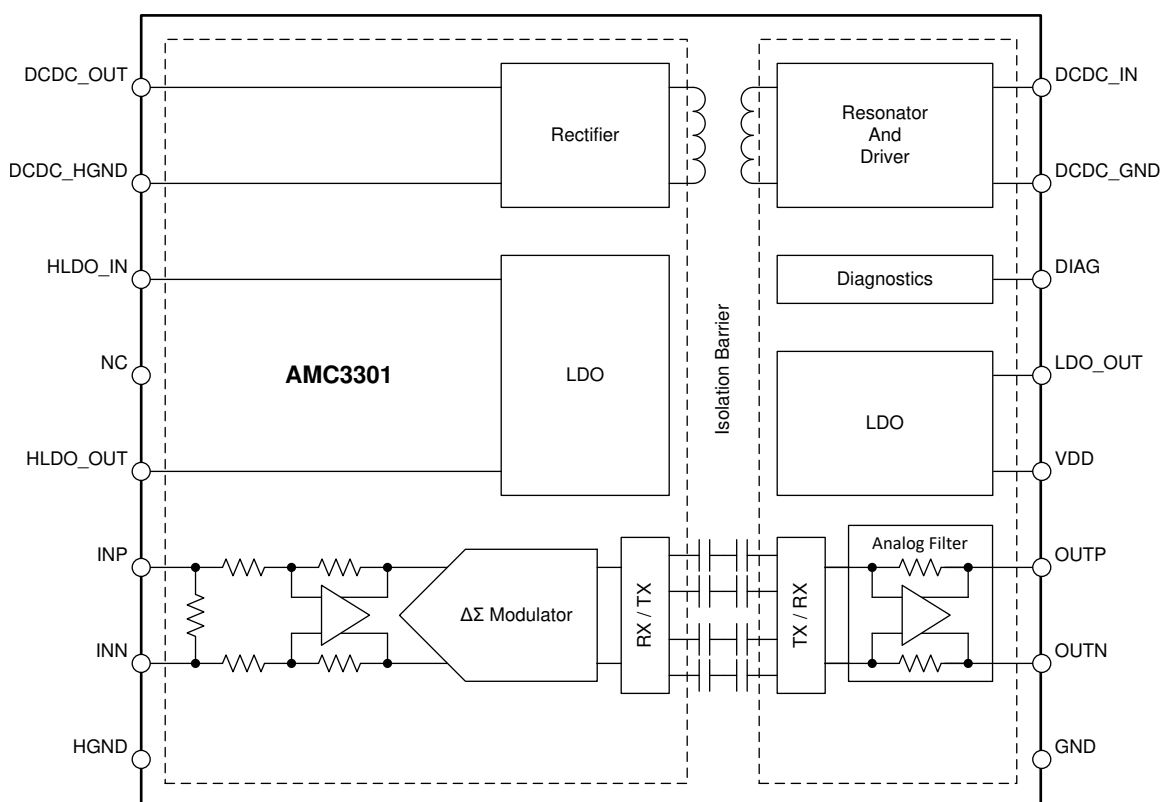 DCDC_OUT
DCDC_HGND
HLDO_IN
NC
HLDO_OUT
INP
INN
HGND
Rectifier
AMC3301
LDO
ΔΣ Modulator
RX / TX
Isolation Barrier
Resonator
And
Driver
Diagnostics
LDO
TX / RX
Analog Filter
DCDC_IN
DCDC_GND
DIAG
LDO_OUT
VDD
OUTP
OUTN
GND